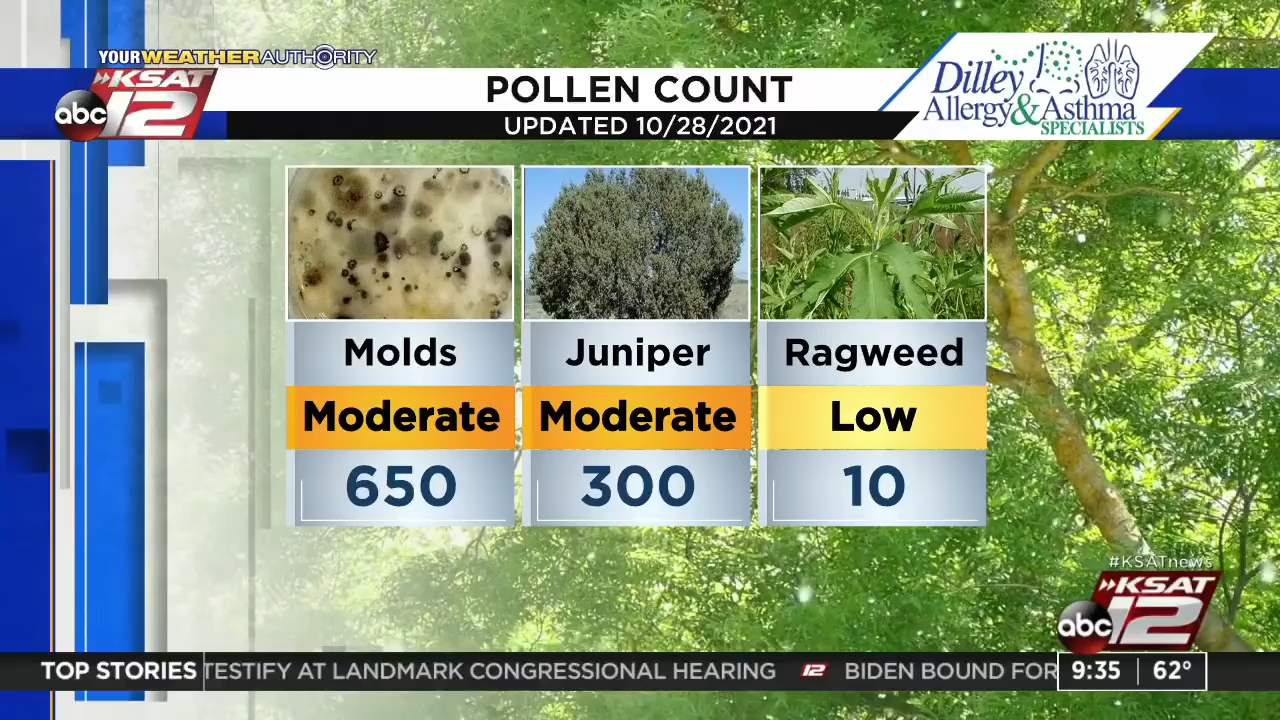 YOUR WEATHER AUTHORITY
KSAT
abc 12
POLLEN COUNT
UPDATED 10/28/2021
Dilley
Allergy & Asthma
SPECIALISTS
Molds Juniper Ragweed
Moderate Moderate Low
650 300 10
#KSATnews
KSAT
abc 12
TOP STORIES TESTIFY AT LANDMARK CONGRESSIONAL HEARING 12 BIDEN BOUND FOR 9:35 62°